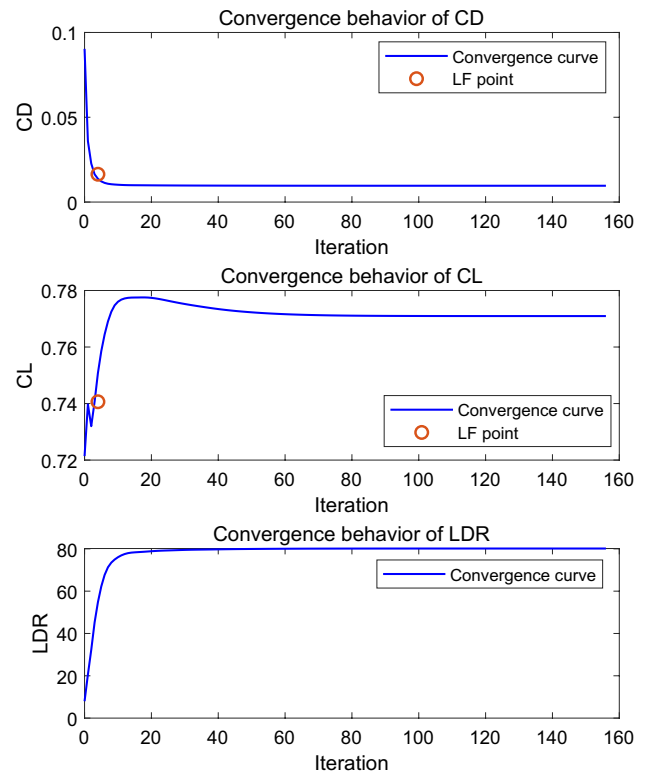 Convergence behavior of CD
0.1
0.05
0
CD
Convergence curve
LF point
0 20 40 60 80 100 120 140 160
Iteration
Convergence behavior of CL
0.78
0.76
0.74
0.72
CL
Convergence curve
LF point
0 20 40 60 80 100 120 140 160
Iteration
Convergence behavior of LDR
80
60
40
20
0
LDR
Convergence curve
0 20 40 60 80 100 120 140 160
Iteration